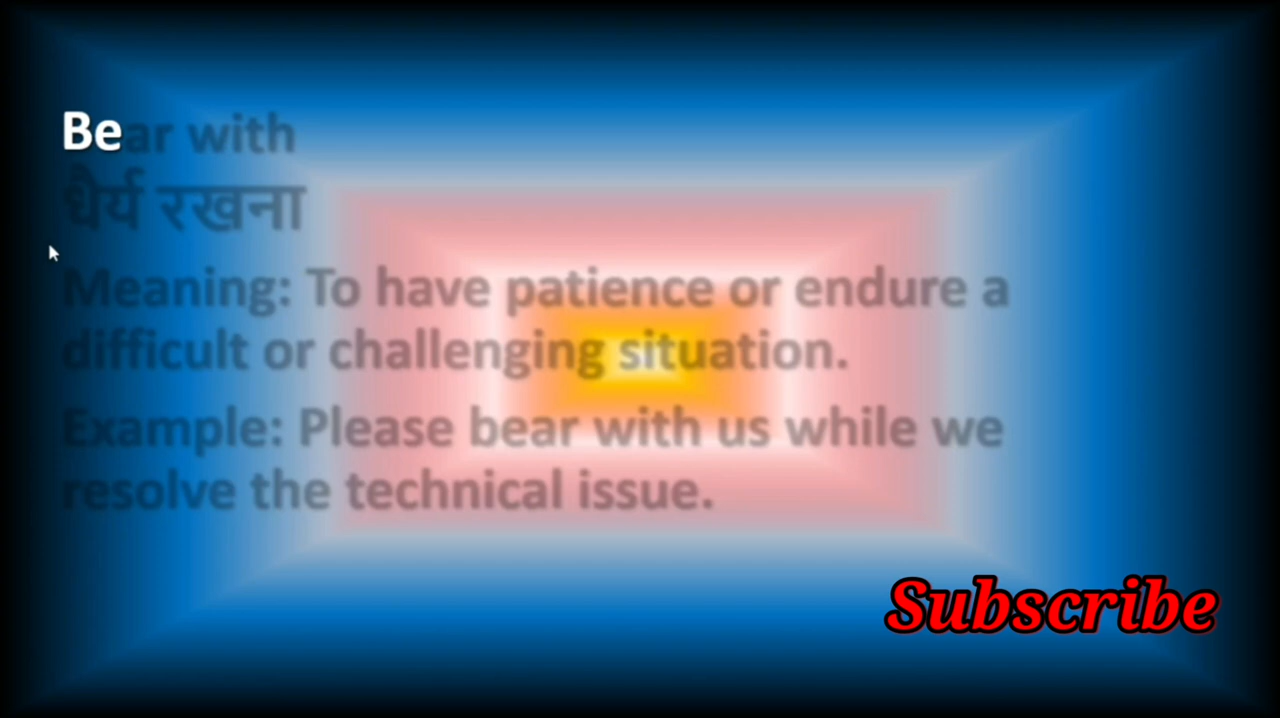 Bear with
धैर्य रखना
Meaning: To have patience or endure a
difficult or challenging situation.
Example: Please bear with us while we
resolve the technical issue.
Subscribe